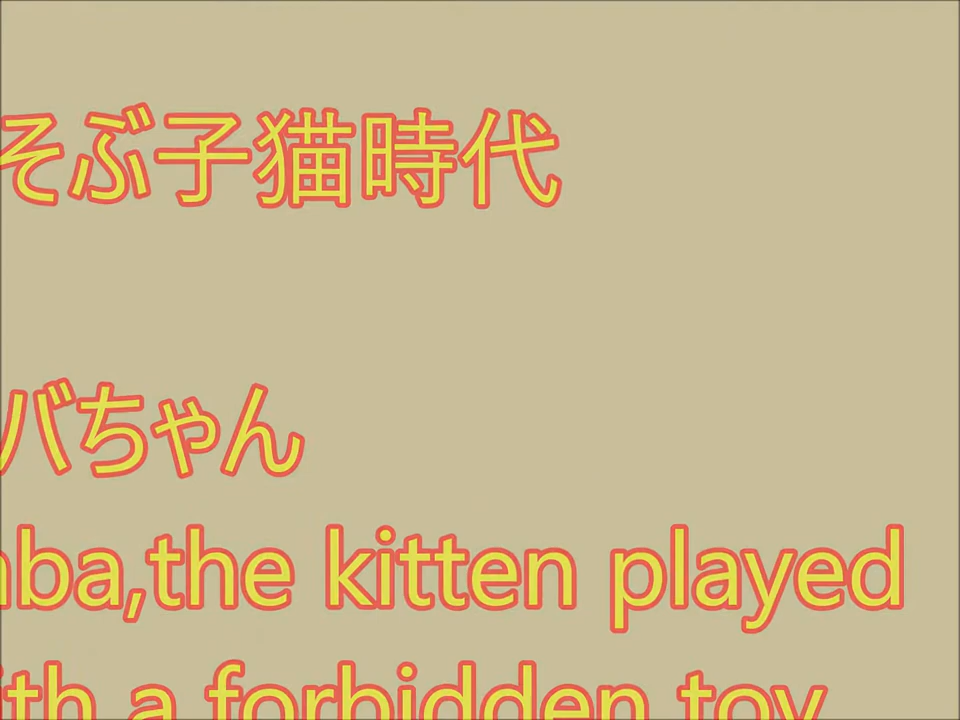 そぶ子猫時代
バちゃん
ba,the kitten played
ith a forbidden toy